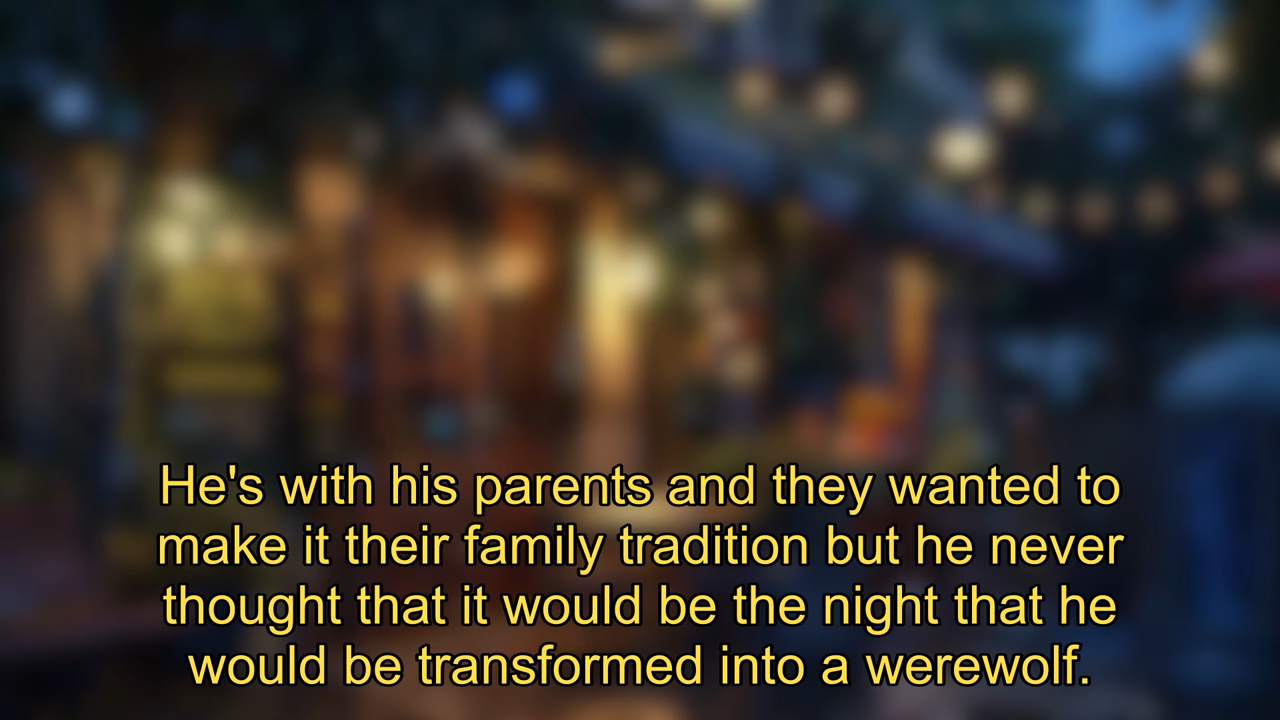 He's with his parents and they wanted to
make it their family tradition but he never
thought that it would be the night that he
would be transformed into a werewolf.